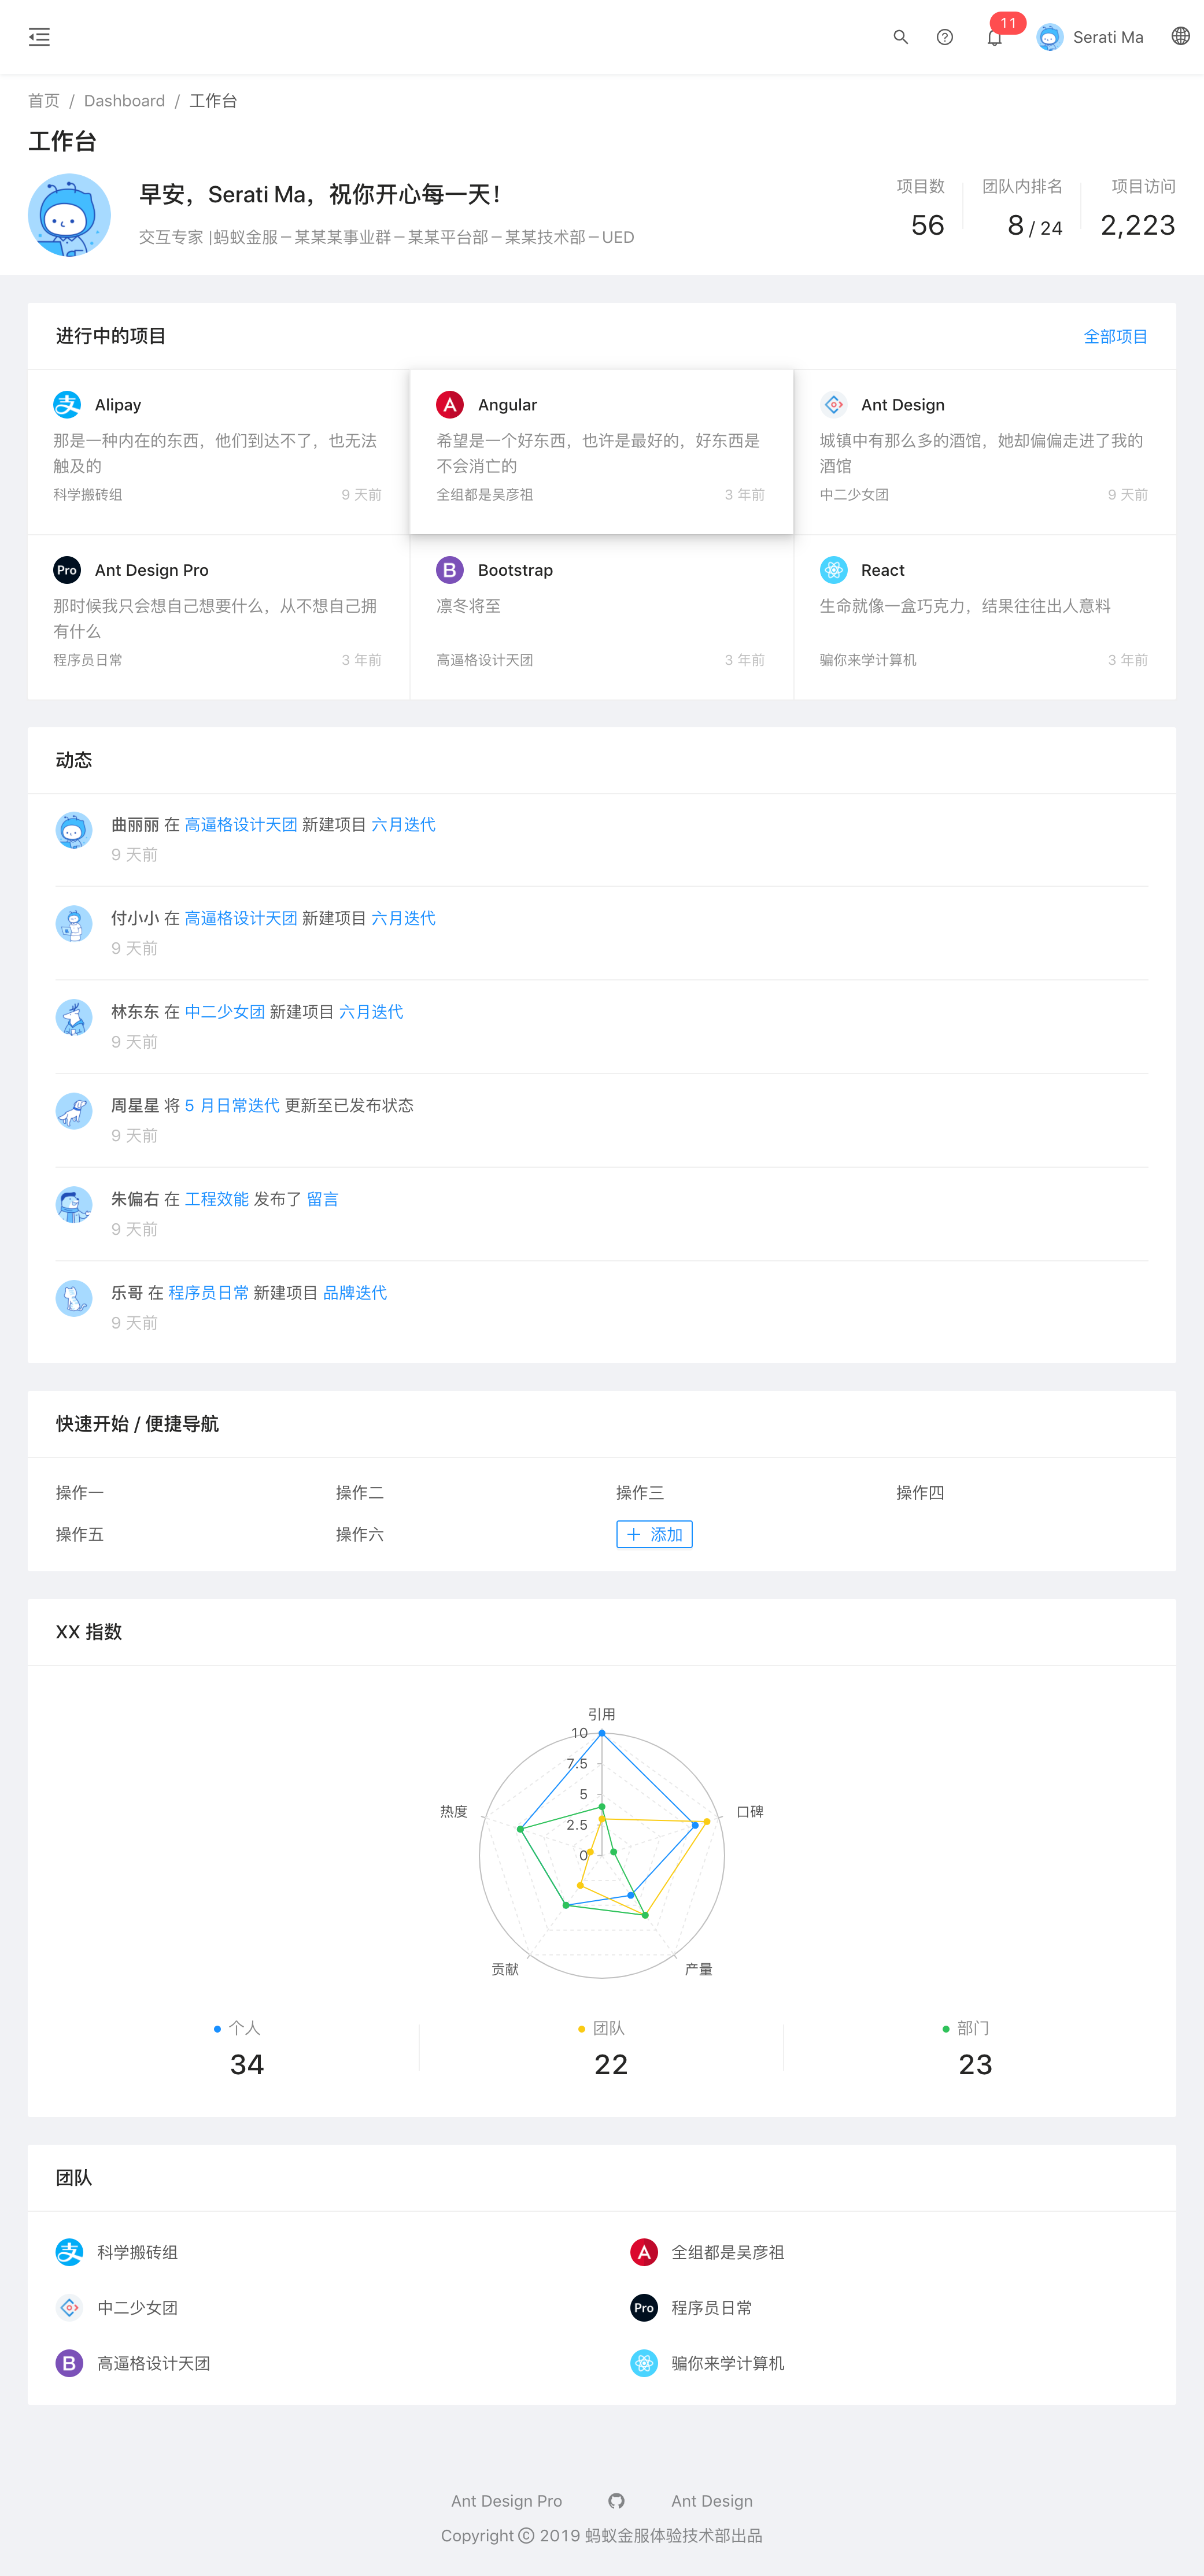 11
Serati Ma
首页 / Dashboard / 工作台
工作台
早安，Serati Ma，祝你开心每一天！
交互专家 |蚂蚁金服－某某某事业群－某某平台部－某某技术部－UED
项目数
56
团队内排名
8 / 24
项目访问
2,223
进行中的项目
全部项目
Alipay
那是一种内在的东西，他们到达不了，也无法
触及的
科学搬砖组
9 天前
Angular
希望是一个好东西，也许是最好的，好东西是
不会消亡的
全组都是吴彦祖
3 年前
Ant Design
城镇中有那么多的酒馆，她却偏偏走进了我的
酒馆
中二少女团
9 天前
Pro
Ant Design Pro
那时候我只会想自己想要什么，从不想自己拥
有什么
程序员日常
3 年前
B
Bootstrap
凛冬将至
高逼格设计天团
3 年前
React
生命就像一盒巧克力，结果往往出人意料
骗你来学计算机
3 年前
动态
曲丽丽 在 高逼格设计天团 新建项目 六月迭代
9 天前
付小小 在 高逼格设计天团 新建项目 六月迭代
9 天前
林东东 在 中二少女团 新建项目 六月迭代
9 天前
周星星 将 5 月日常迭代 更新至已发布状态
9 天前
朱偏右 在 工程效能 发布了 留言
9 天前
乐哥 在 程序员日常 新建项目 品牌迭代
9 天前
快速开始 / 便捷导航
操作一
操作二
操作三
操作四
操作五
操作六
添加
XX 指数
引用
10
7.5
5
2.5
0
热度
口碑
贡献
产量
个人
34
团队
22
部门
23
团队
科学搬砖组
全组都是吴彦祖
中二少女团
Pro
程序员日常
B
高逼格设计天团
骗你来学计算机
Ant Design Pro
Ant Design
Copyright © 2019 蚂蚁金服体验技术部出品